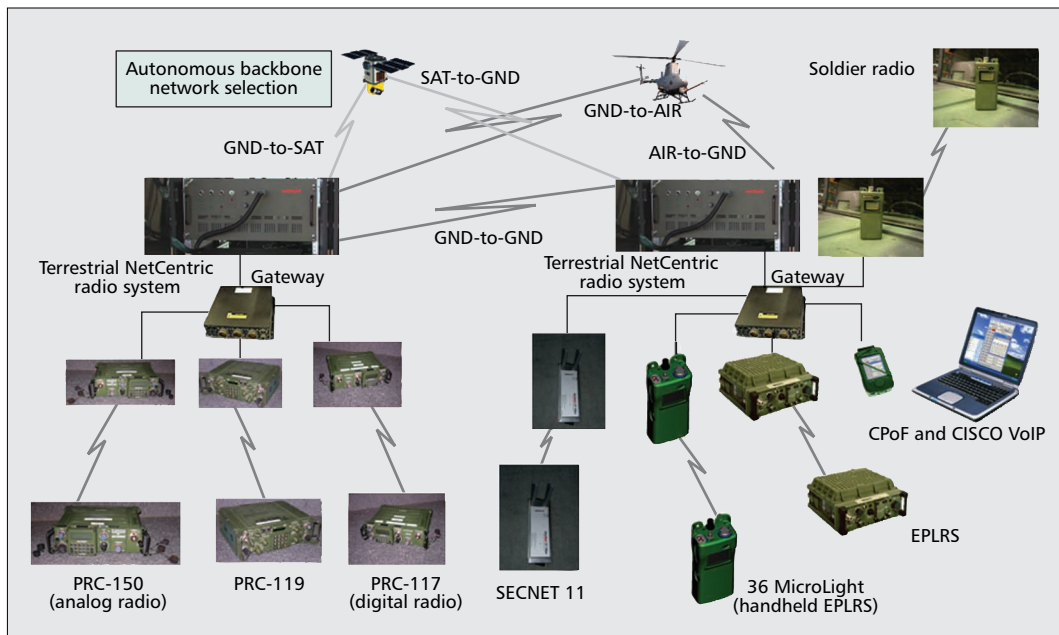 Autonomous backbone
network selection
SAT-to-GND
Soldier radio
GND-to-AIR
GND-to-SAT
AIR-to-GND
GND-to-GND
Terrestrial NetCentric
radio system
Gateway
Terrestrial NetCentric
radio system
Gateway
CPoF and CISCO VoIP
EPLRS
PRC-150
(analog radio)
PRC-119
PRC-117
(digital radio)
SECNET 11
36 MicroLight
(handheld EPLRS)